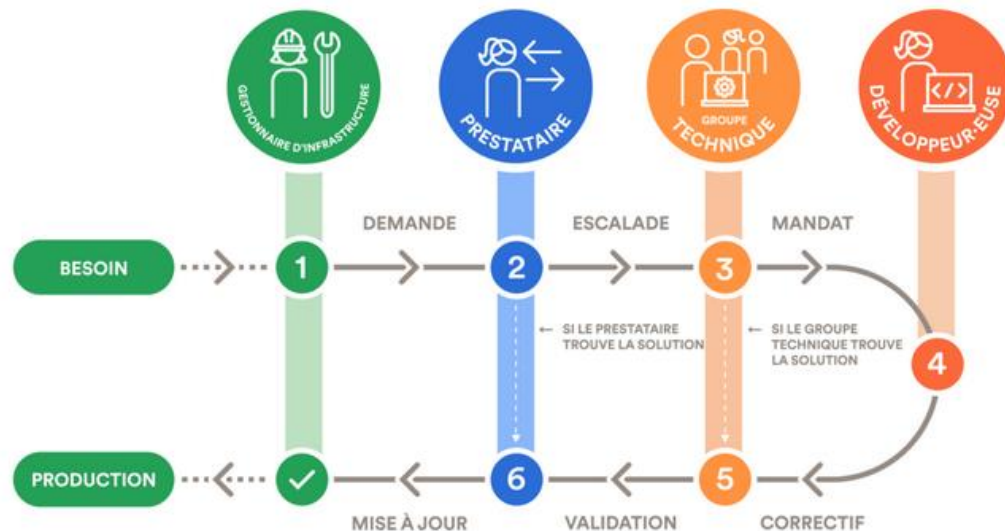 GESTIONNAIRE D'INFRASTRUCTURE
PRESTATAIRE
GROUPE
TECHNIQUE
</>
DÉVELOPPEUR·EUSE
DEMANDE
ESCALADE
MANDAT
BESOIN
1
2
3
← SI LE PRESTATAIRE
TROUVE LA SOLUTION
← SI LE GROUPE
TECHNIQUE TROUVE
LA SOLUTION
4
PRODUCTION
6
5
MISE À JOUR
VALIDATION
CORRECTIF